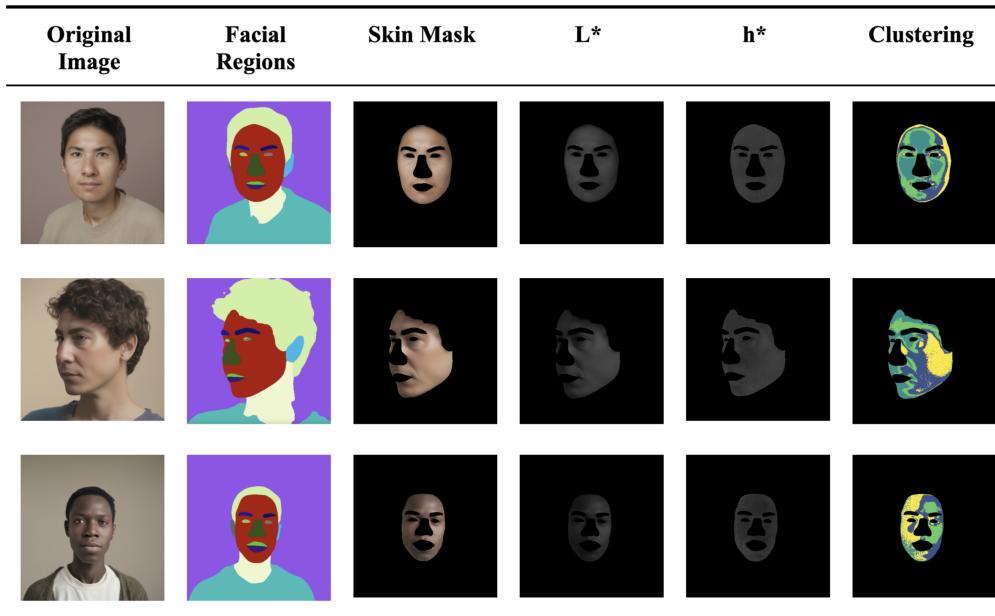 Original Image
Facial Regions
Skin Mask
L*
h*
Clustering